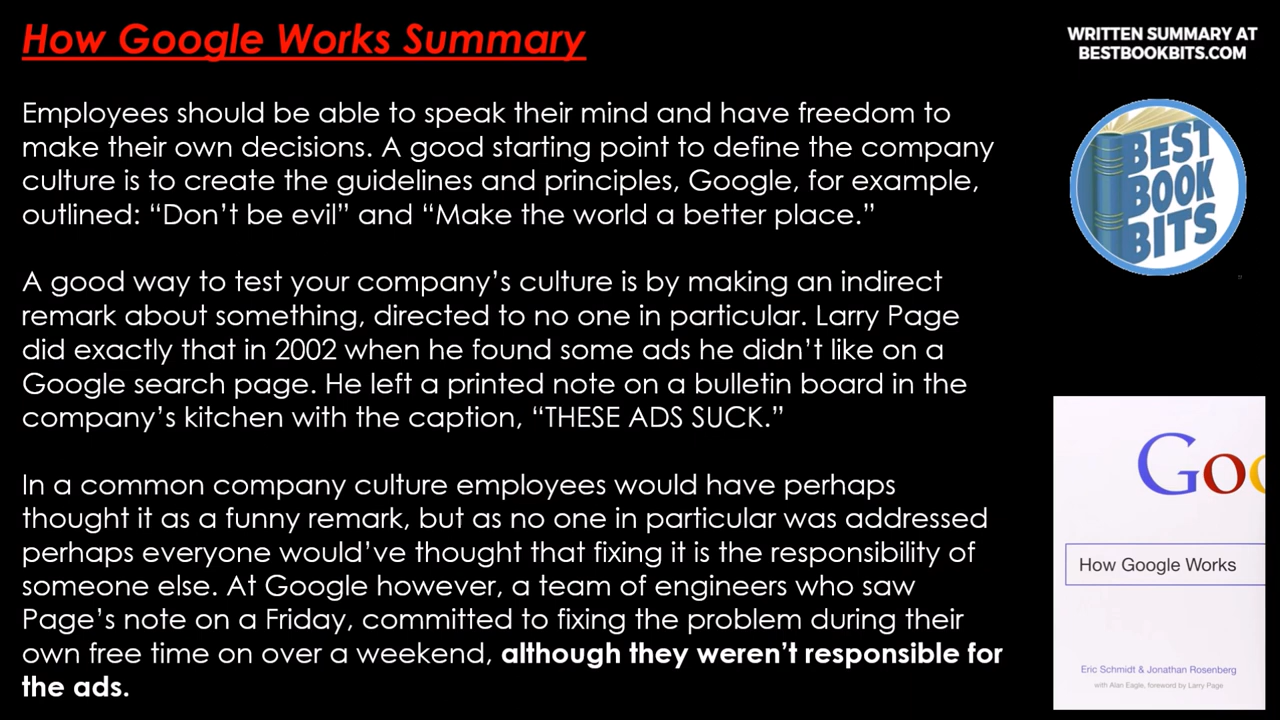 How Google Works Summary
WRITTEN SUMMARY AT
BESTBOOKBITS.COM
Employees should be able to speak their mind and have freedom to
make their own decisions. A good starting point to define the company
culture is to create the guidelines and principles, Google, for example,
outlined: “Don’t be evil” and “Make the world a better place.”
A good way to test your company’s culture is by making an indirect
remark about something, directed to no one in particular. Larry Page
did exactly that in 2002 when he found some ads he didn’t like on a
Google search page. He left a printed note on a bulletin board in the
company’s kitchen with the caption, “THESE ADS SUCK.”
In a common company culture employees would have perhaps
thought it as a funny remark, but as no one in particular was addressed
perhaps everyone would’ve thought that fixing it is the responsibility of
someone else. At Google however, a team of engineers who saw
Page’s note on a Friday, committed to fixing the problem during their
own free time on over a weekend, although they weren’t responsible for
the ads.
BEST
BOOK
BITS
Goo
How Google Works
Eric Schmidt & Jonathan Rosenberg
with Alan Eagle, foreword by Larry Page